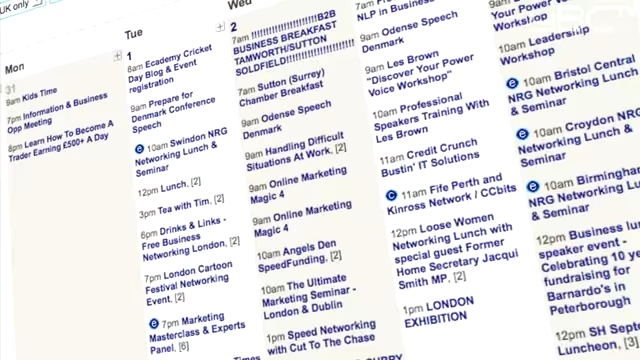 UK only
Mon
31
9am Kids Time
7pm Information & Business
Opp Meeting
8pm Learn How To Become A
Trader Earning £500+ A Day
Tue
1
6am Ecademy Cricket
Day Blog & Event
registration
9am Prepare for
Denmark Conference
Speech
10am Swindon NRG
Networking Lunch &
Seminar
12pm Lunch, [2]
3pm Tea with Tim, [2]
6pm Drinks & Links -
Free Business
Networking London, [2]
7pm London Cartoon
Festival Networking
Event, [2]
7pm Marketing
Masterclass & Experts
Panel, [6]
Times
Wed
2
7am !!!!!!!!!!!!!!!!!!!!!!B2B
BUSINESS BREAKFAST
TAMWORTH/SUTTON
SOLDFIELD!!!!!!!!!!!!!!!!!!!!!!
7am Sutton (Surrey)
Chamber Breakfast
9am Odense Speech
Denmark
9am Handling Difficult
Situations At Work, [2]
9am Online Marketing
Magic 4
9am Online Marketing
Magic 4
10am Angels Den
SpeedFunding, [2]
10am The Ultimate
Marketing Seminar -
London & Dublin
1pm Speed Networking
with Cut To The Chase
NLP in Business
9am Odense Speech
Denmark
9am Les Brown
"Discover Your Power
Voice Workshop"
10am Professional
Speakers Training With
Les Brown
11am Credit Crunch
Bustin' IT Solutions
11am Fife Perth and
Kinross Network / CCbits
12pm Loose Women
Networking Lunch with
special guest Former
Home Secretary Jacqui
Smith MP, [2]
1pm LONDON
EXHIBITION
Your Power
Workshop
10am Leadership
Workshop
10am Bristol Central
NRG Networking Lunch
& Seminar
10am Croydon NRG
Networking Lunch &
Seminar
10am Birmingham
NRG Networking Lu
& Seminar
12pm Business lun
speaker event -
Celebrating 10 ye
fundraising for
Barnardo's in
Peterborough
12pm SH Septe
Luncheon, [3]